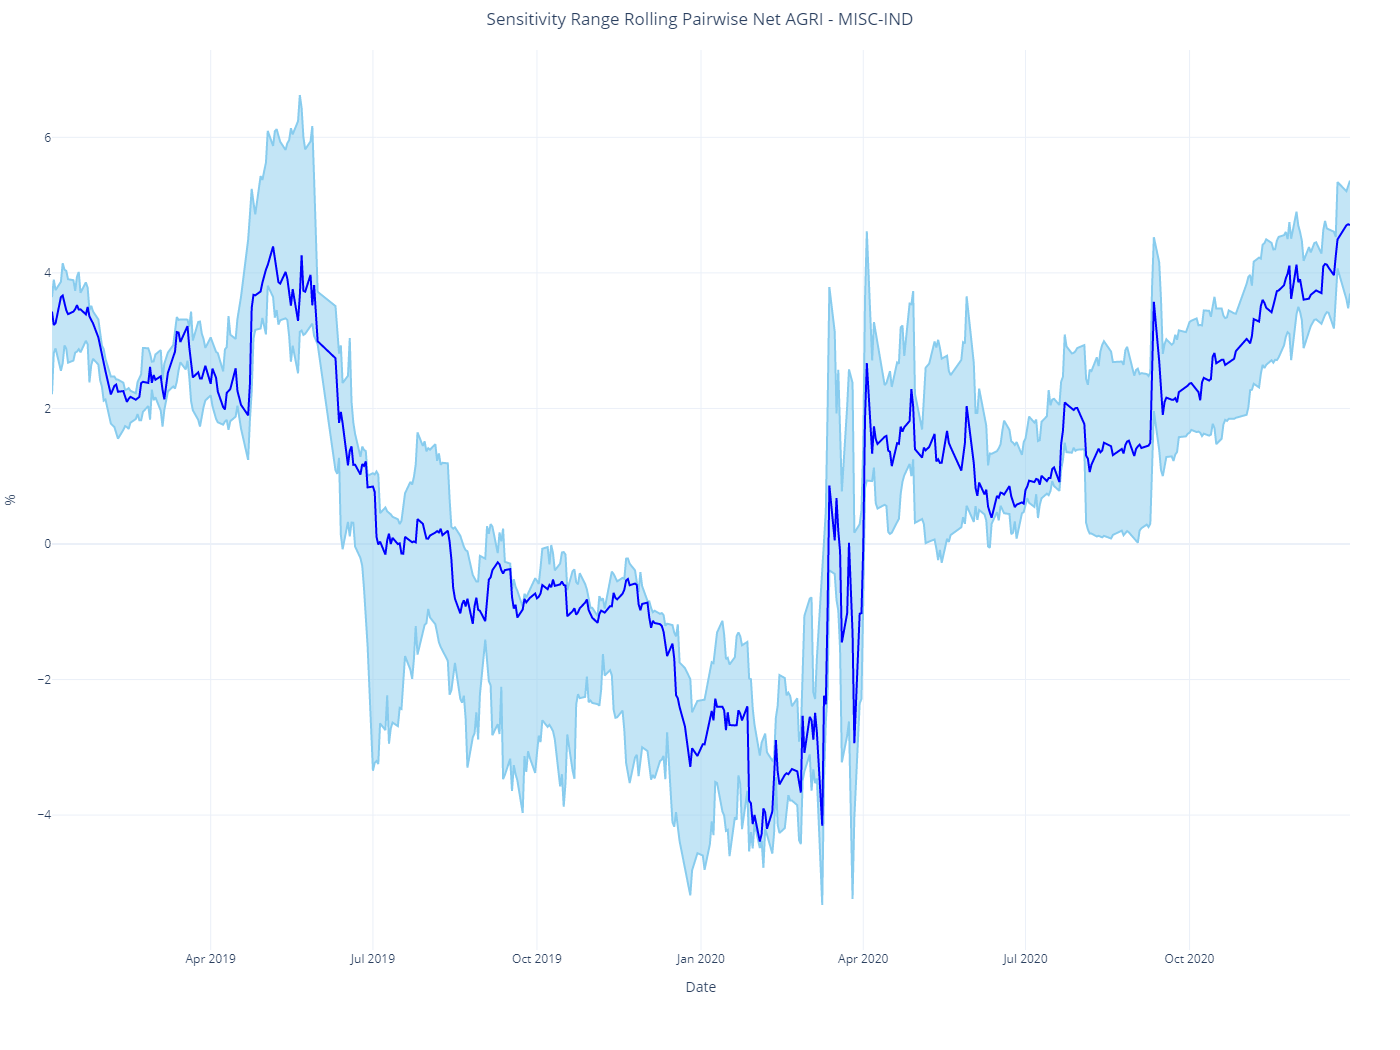 Sensitivity Range Rolling Pairwise Net AGRI - MISC-IND
6
4
2
0
−2
−4
%
Apr 2019 Jul 2019 Oct 2019 Jan 2020 Apr 2020 Jul 2020 Oct 2020
Date